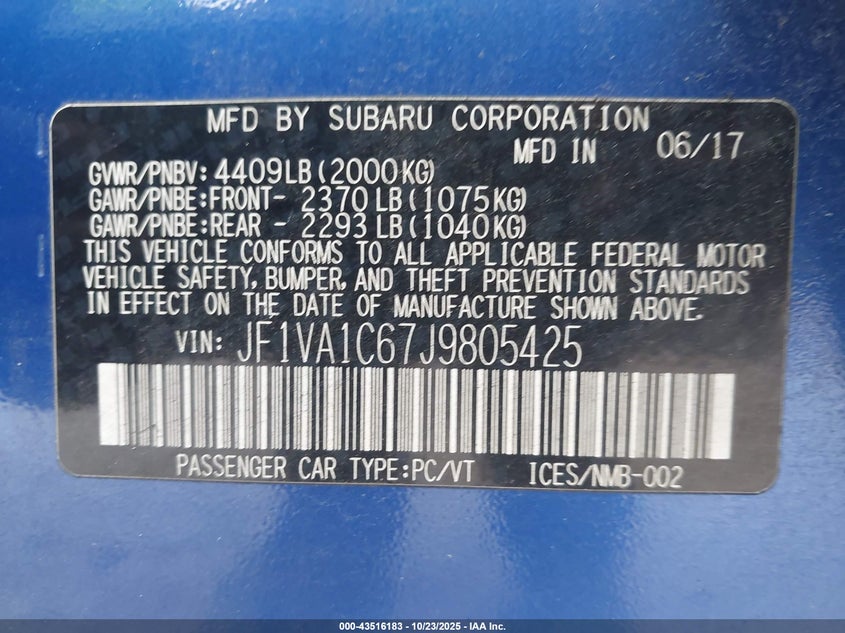 MFD BY SUBARU CORPORATION
MFD IN 06/17
GVWR/PNBV: 4409LB(2000KG)
GAWR/PNBE:FRONT- 2370LB(1075KG)
GAWR/PNBE:REAR - 2293LB(1040KG)
THIS VEHICLE CONFORMS TO ALL APPLICABLE FEDERAL MOTOR
VEHICLE SAFETY, BUMPER, AND THEFT PREVENTION STANDARDS
IN EFFECT ON THE DATE OF MANUFACTURE SHOWN ABOVE.
VIN: JF1VA1C67J9805425
PASSENGER CAR TYPE:PC/VT ICES/NMB-002
000-43516183 - 10/23/2025 - IAA Inc.